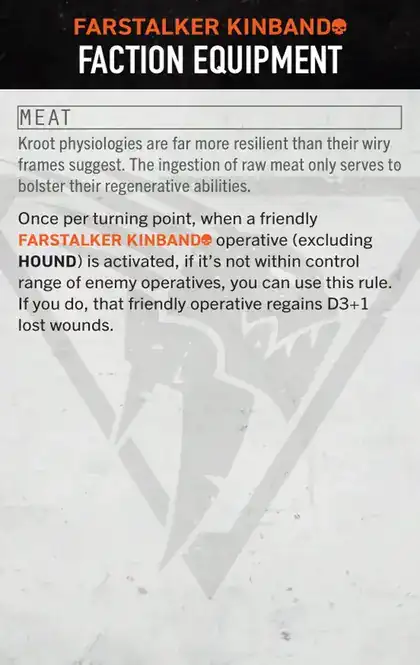 FARSTALKER KINBAND
FACTION EQUIPMENT
MEAT
Kroot physiologies are far more resilient than their wiry
frames suggest. The ingestion of raw meat only serves to
bolster their regenerative abilities.
Once per turning point, when a friendly
FARSTALKER KINBAND operative (excluding
HOUND) is activated, if it’s not within control
range of enemy operatives, you can use this rule.
If you do, that friendly operative regains D3+1
lost wounds.